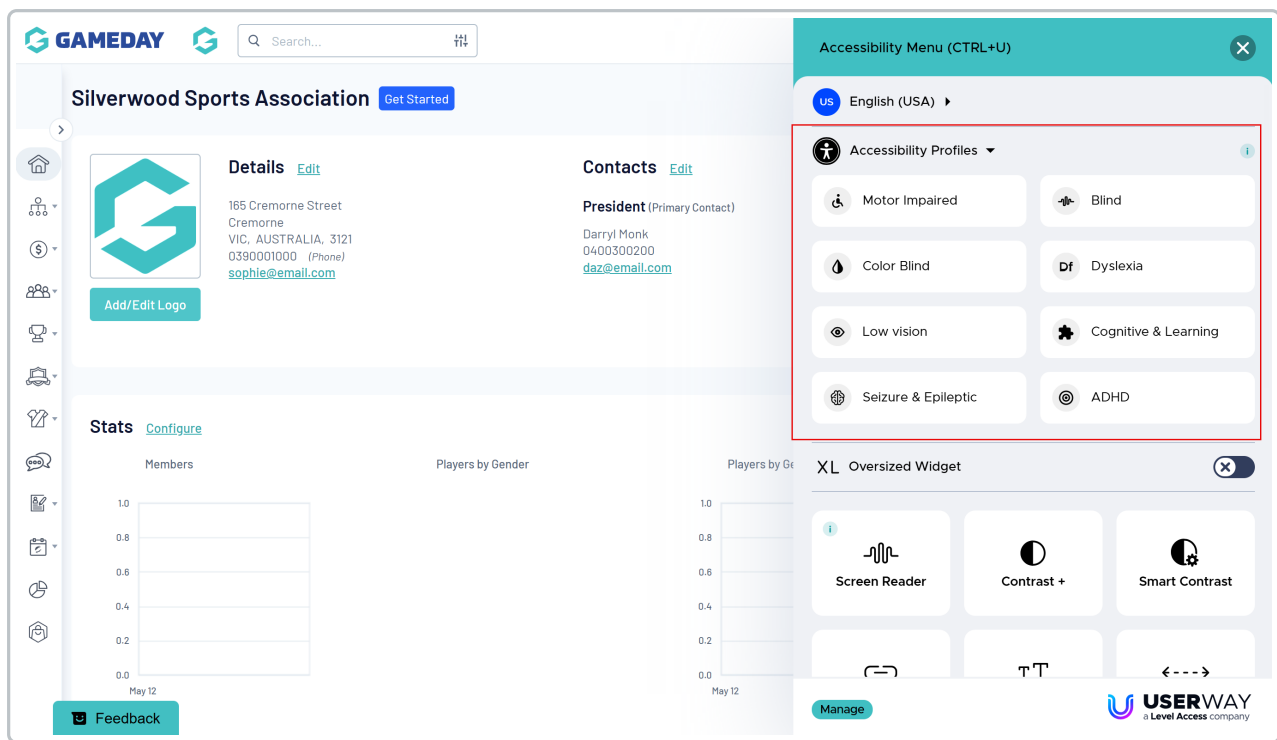 GAMEDAY
Search...
Silverwood Sports Association
Get Started
Details Edit
165 Cremorne Street
Cremorne
VIC, AUSTRALIA, 3121
0390001000 (Phone)
sophie@email.com
Add/Edit Logo
Contacts Edit
President (Primary Contact)
Darryl Monk
0400300200
daz@email.com
Stats Configure
Members
1.0
0.8
0.6
0.4
0.2
0.0
May 12
Players by Gender
Players by Ge
1.0
0.8
0.6
0.4
0.2
0.0
May 12
Feedback
Accessibility Menu (CTRL+U)
US English (USA)
Accessibility Profiles
i
Motor Impaired
Blind
Color Blind
Df Dyslexia
Low vision
Cognitive & Learning
Seizure & Epileptic
ADHD
XL Oversized Widget
i
Screen Reader
Contrast +
Smart Contrast
TT
Manage
USERWAY
a Level Access company